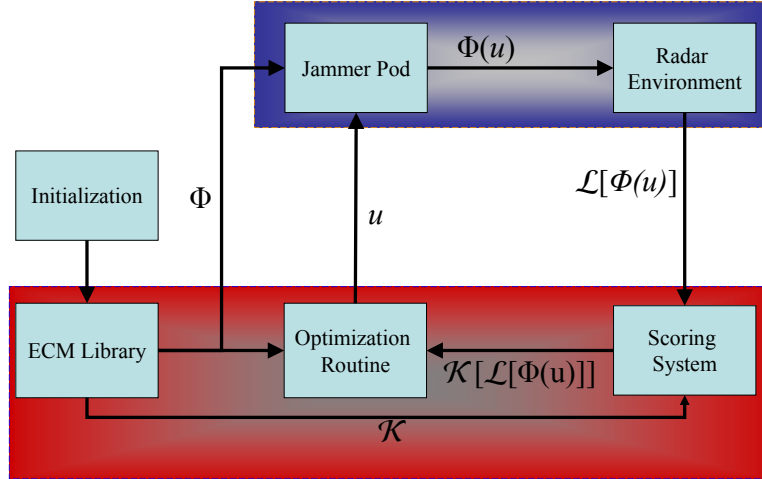 Jammer Pod
Φ(u)
Radar
Environment
Initialization
Φ
u
ℒ[Φ(u)]
ECM Library
Optimization
Routine
𝒦[ℒ[Φ(u)]]
Scoring
System
𝒦